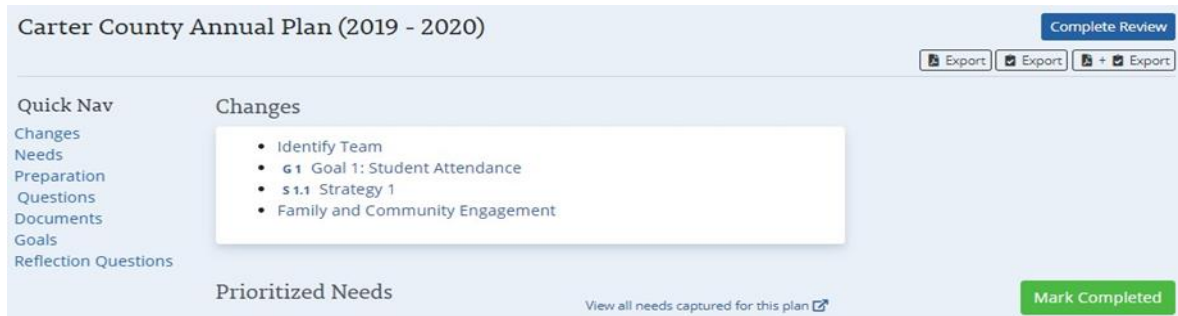 Carter County Annual Plan (2019 - 2020)
Complete Review
Export
Export
+ Export
Quick Nav
Changes
Needs
Preparation
Questions
Documents
Goals
Reflection Questions
Changes
• Identify Team
• G 1 Goal 1: Student Attendance
• S 1.1 Strategy 1
• Family and Community Engagement
Prioritized Needs
View all needs captured for this plan
Mark Completed